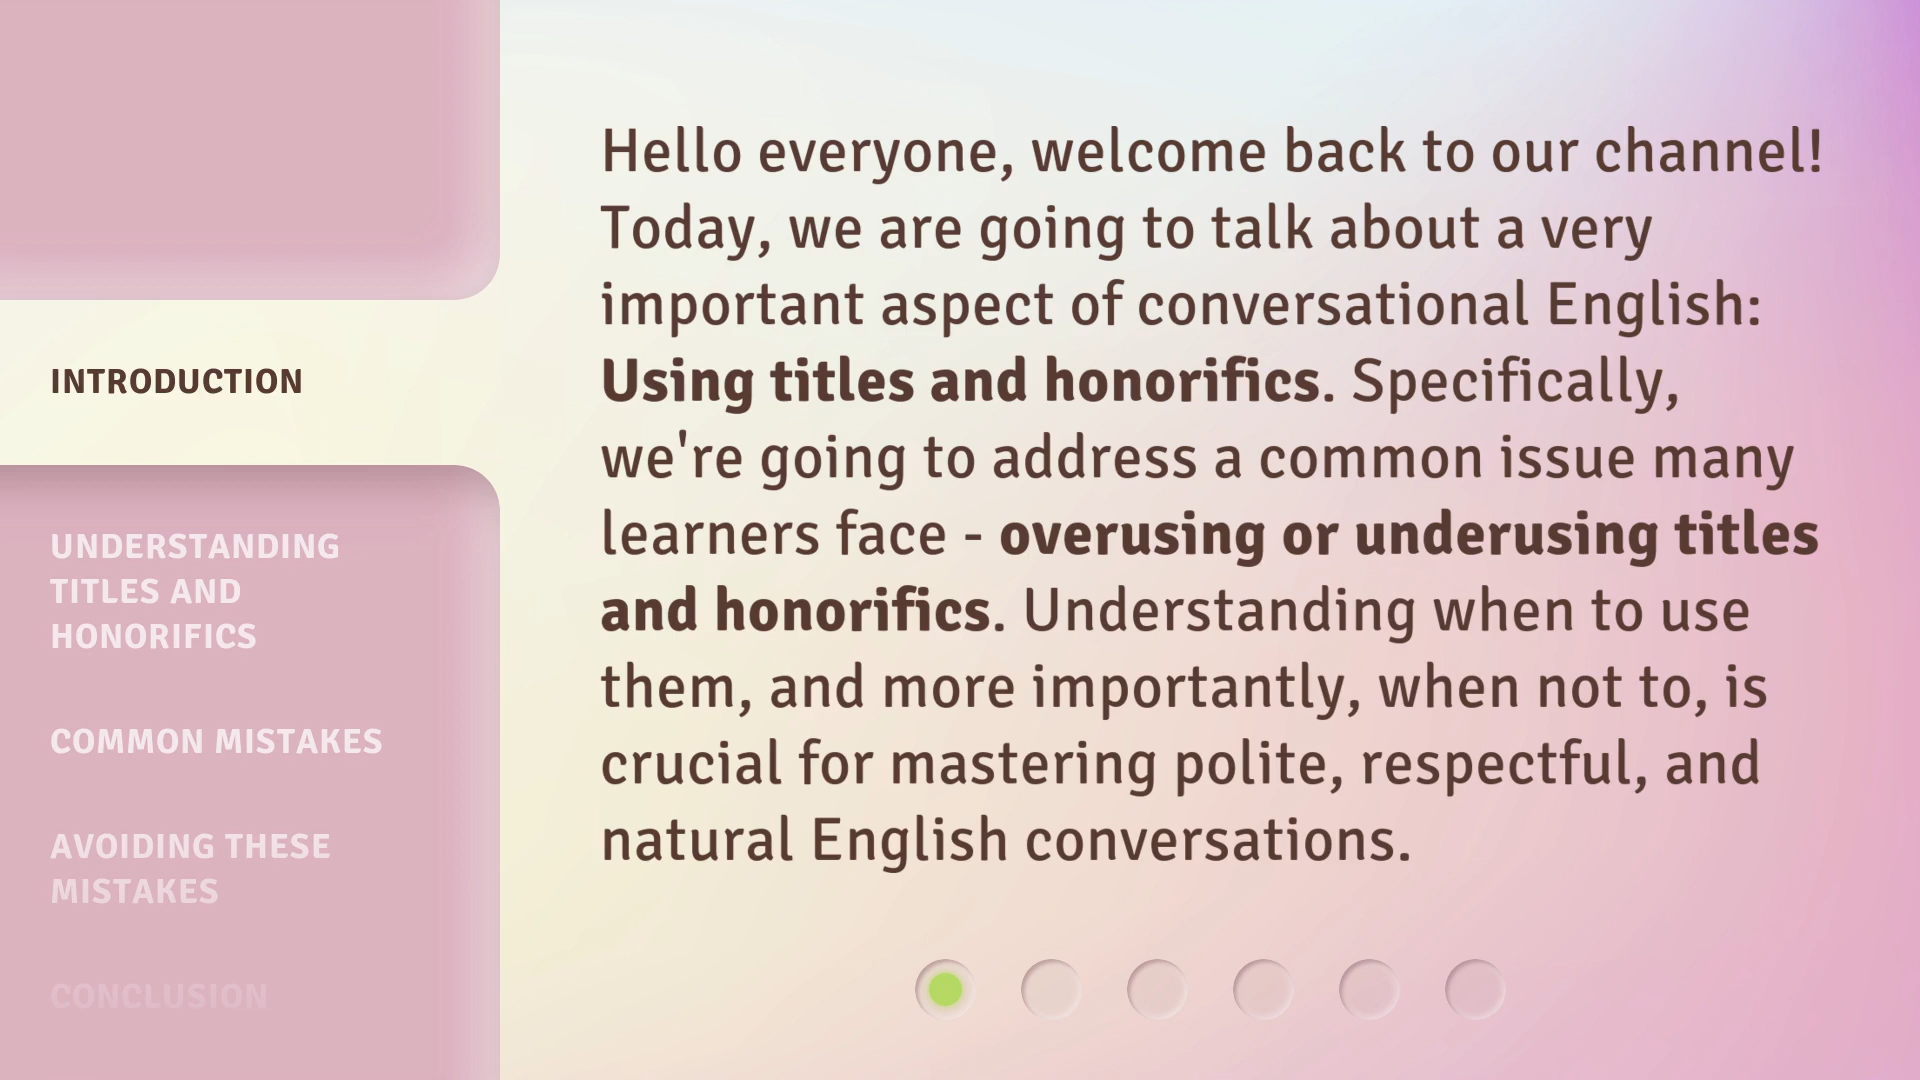 INTRODUCTION
UNDERSTANDING
TITLES AND
HONORIFICS
COMMON MISTAKES
AVOIDING THESE
MISTAKES
CONCLUSION
Hello everyone, welcome back to our channel!
Today, we are going to talk about a very
important aspect of conversational English:
Using titles and honorifics. Specifically,
we're going to address a common issue many
learners face - overusing or underusing titles
and honorifics. Understanding when to use
them, and more importantly, when not to, is
crucial for mastering polite, respectful, and
natural English conversations.